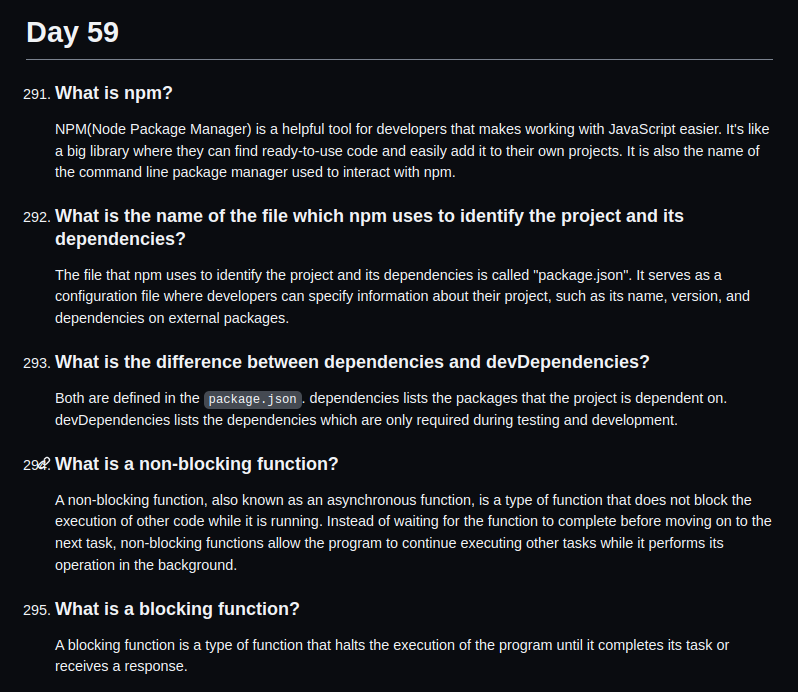 Day 59
291. What is npm?
NPM(Node Package Manager) is a helpful tool for developers that makes working with JavaScript easier. It's like
a big library where they can find ready-to-use code and easily add it to their own projects. It is also the name of
the command line package manager used to interact with npm.
292. What is the name of the file which npm uses to identify the project and its
dependencies?
The file that npm uses to identify the project and its dependencies is called "package.json". It serves as a
configuration file where developers can specify information about their project, such as its name, version, and
dependencies on external packages.
293. What is the difference between dependencies and devDependencies?
Both are defined in the package.json. dependencies lists the packages that the project is dependent on.
devDependencies lists the dependencies which are only required during testing and development.
294. What is a non-blocking function?
A non-blocking function, also known as an asynchronous function, is a type of function that does not block the
execution of other code while it is running. Instead of waiting for the function to complete before moving on to the
next task, non-blocking functions allow the program to continue executing other tasks while it performs its
operation in the background.
295. What is a blocking function?
A blocking function is a type of function that halts the execution of the program until it completes its task or
receives a response.